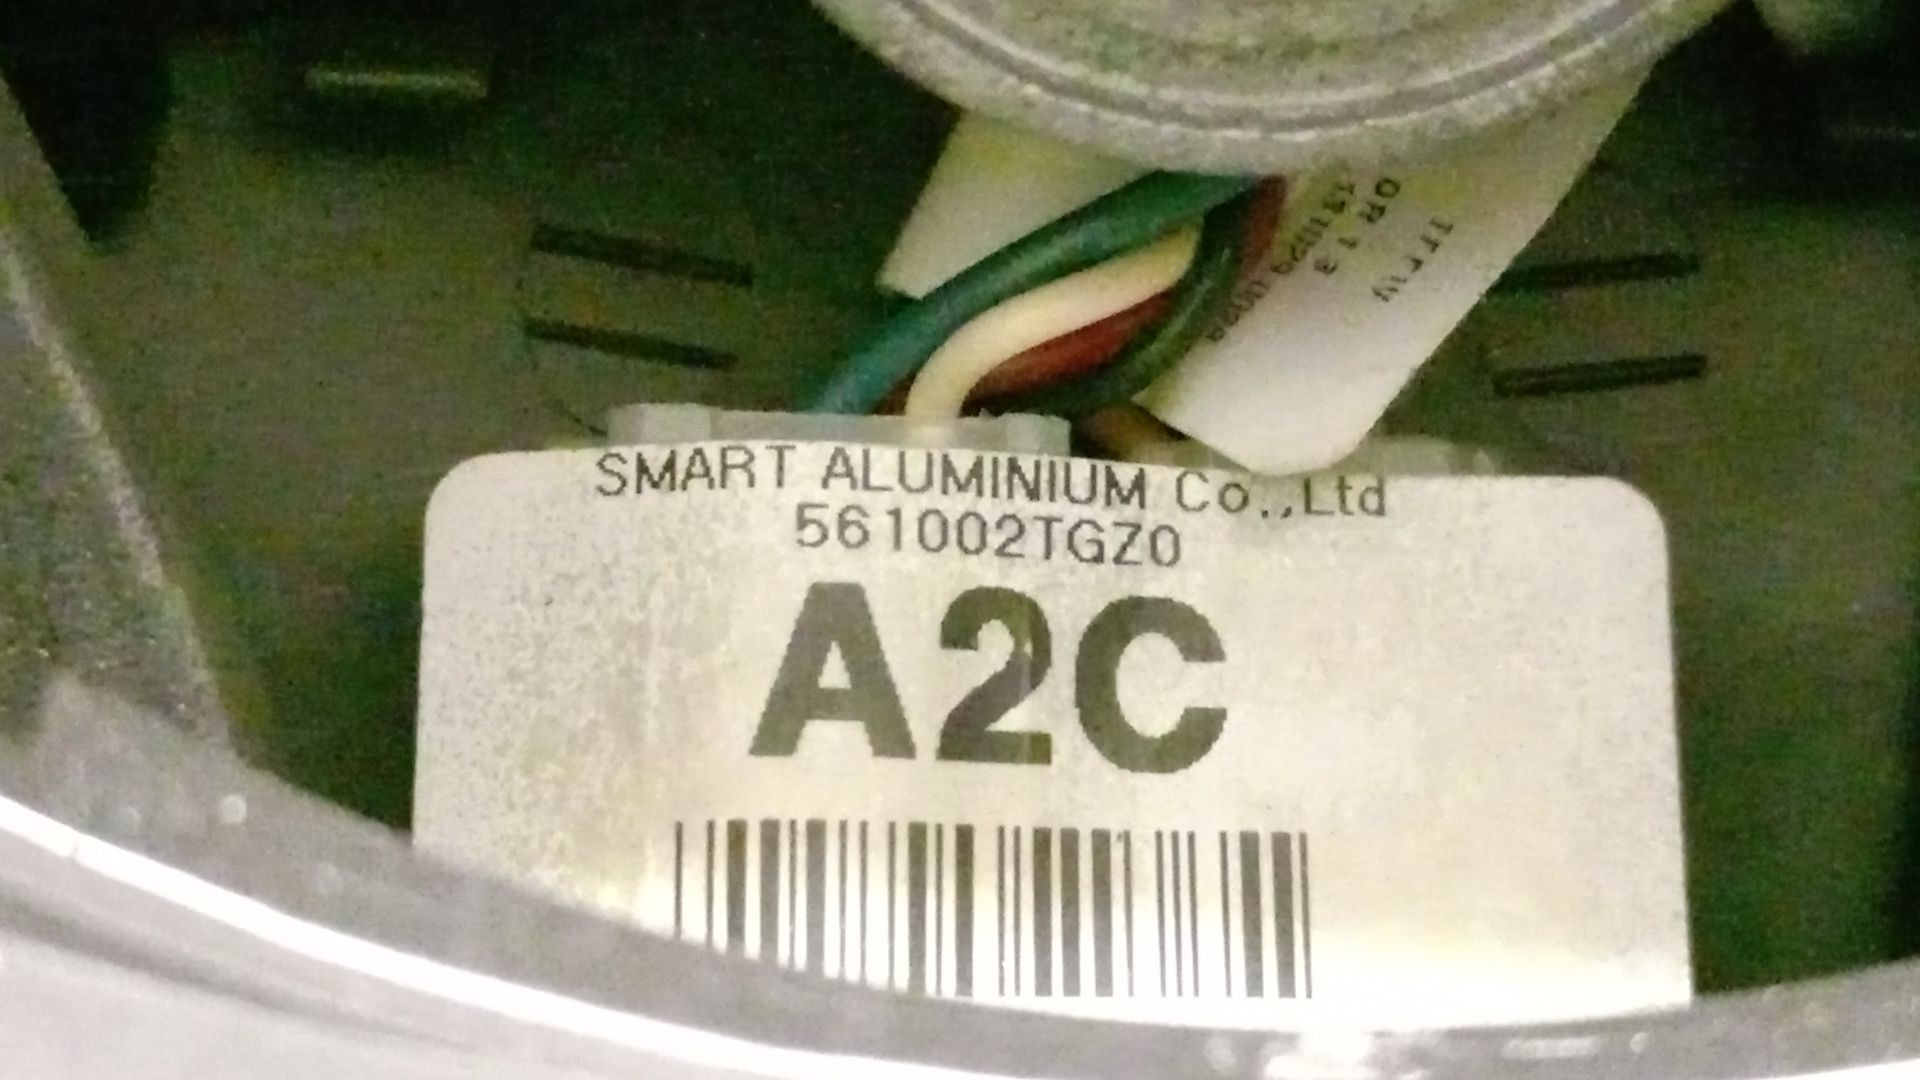 SMART ALUMINIUM Co.,Ltd
561002TGZ0
A2C